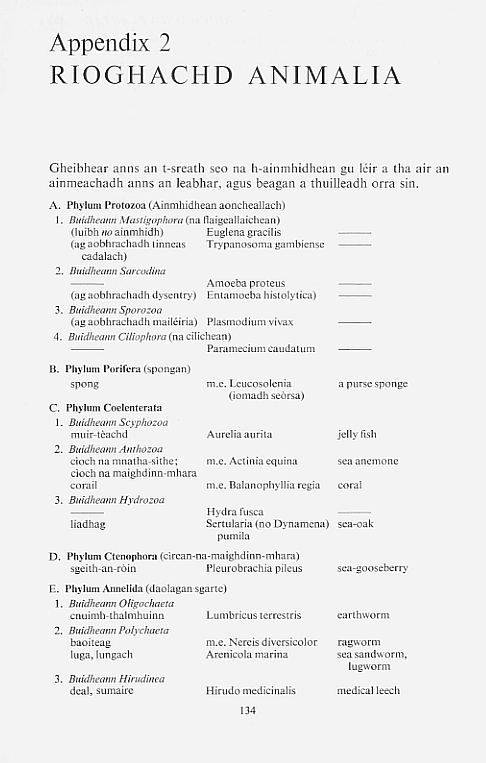 Appendix 2
RIOGHACHD ANIMALIA
Gheibhear anns an t-sreath seo na h-ainmhidhean gu léir a tha air an
ainmeachadh anns an leabhar, agus beagan a thuilleadh orra sin.
A. Phylum Protozoa (Ainmhidhean aoncheallach)
1. Buidheann Mastigophora (na flaigeallaichean)
(luibh no ainmhidh) Euglena gracilis ———
(ag aobhrachadh tinneas Trypanosoma gambiense ———
cadalach)
2. Buidheann Sarcodina
——— Amoeba proteus ———
(ag aobhrachadh dysentry) Entamoeba histolytica) ———
3. Buidheann Sporozoa
(ag aobhrachadh mailéiria) Plasmodium vivax ———
4. Buidheann Ciliophora (na cilichean)
——— Paramecium caudatum ———
B. Phylum Porifera (spongan)
spong m.e. Leucosolenia a purse sponge
(iomadh seòrsa)
C. Phylum Coelenterata
1. Buidheann Scyphozoa
muir-tèachd Aurelia aurita jelly fish
2. Buidheann Anthozoa
cìoch na mnatha-sìthe; m.e. Actinia equina sea anemone
cìoch na maighdinn-mhara
corail m.e. Balanophyllia regia coral
3. Buidheann Hydrozoa
——— Hydra fusca ———
liadhag Sertularia (no Dynamena) sea-oak
pumila
D. Phylum Ctenophora (cìrean-na-maighdinn-mhara)
sgeith-an-ròin Pleurobrachia pileus sea-gooseberry
E. Phylum Annelida (daolagan sgarte)
1. Buidheann Oligochaeta
cnuimh-thalmhuinn Lumbricus terrestris earthworm
2. Buidheann Polychaeta
baoiteag m.e. Nereis diversicolor ragworm
luga, lungach Arenicola marina sea sandworm,
lugworm
3. Buidheann Hirudinea
deal, sumaire Hirudo medicinalis medical leech
134